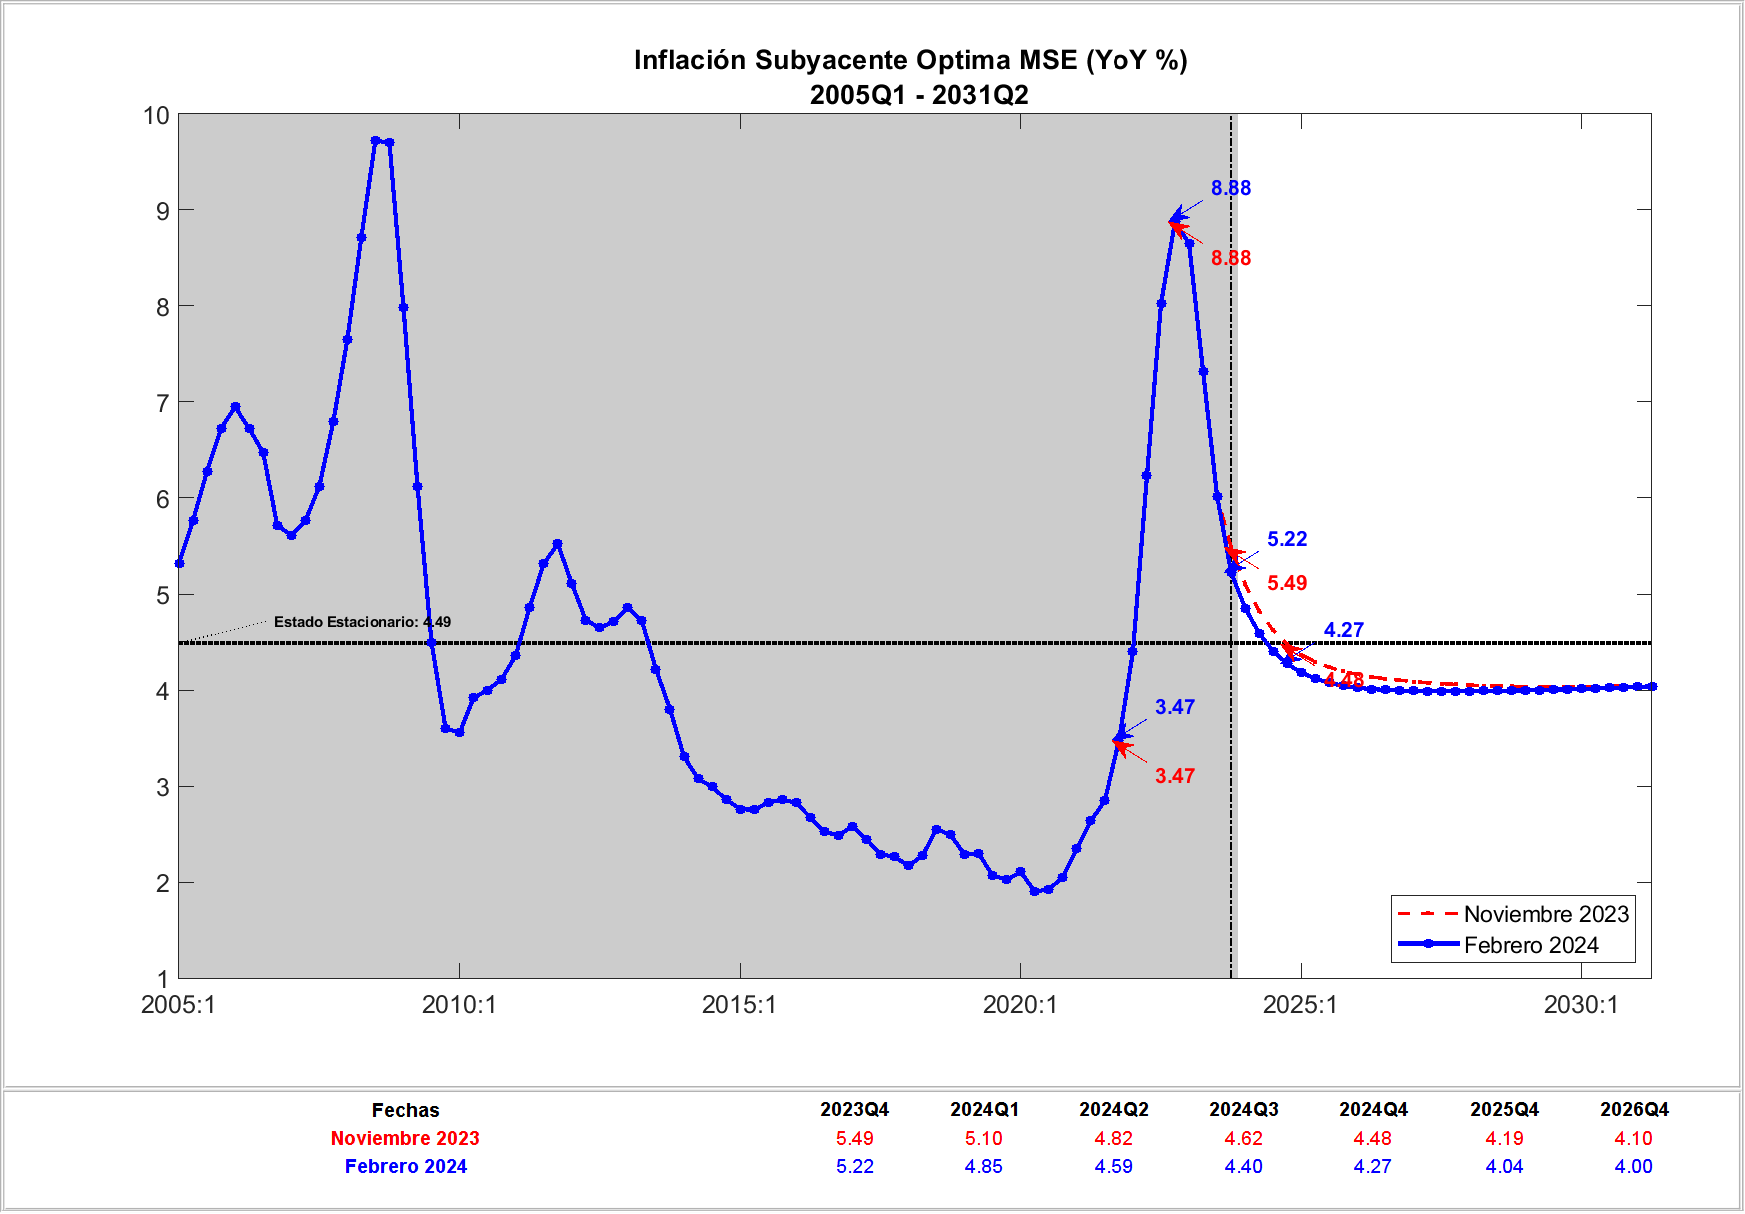 Inflación Subyacente Optima MSE (YoY %)
2005Q1 - 2031Q2
10
9
8
7
6
5
4
3
2
1
8.88
8.88
5.22
5.49
Estado Estacionario: 4.49
4.27
4.48
3.47
3.47
Noviembre 2023
Febrero 2024
2005:1 2010:1 2015:1 2020:1 2025:1 2030:1
Fechas 2023Q4 2024Q1 2024Q2 2024Q3 2024Q4 2025Q4 2026Q4
Noviembre 2023 5.49 5.10 4.82 4.62 4.48 4.19 4.10
Febrero 2024 5.22 4.85 4.59 4.40 4.27 4.04 4.00